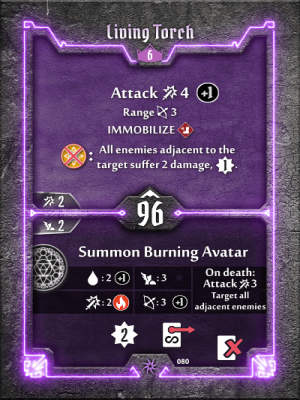 Living Torch
6
Attack 4 +1
Range 3
IMMOBILIZE
: All enemies adjacent to the
target suffer 2 damage, 1.
2
96
2
Summon Burning Avatar
: 2 +1 : 3
On death:
Attack 3
Target all
adjacent enemies
: 2 : 3 +1
2
080